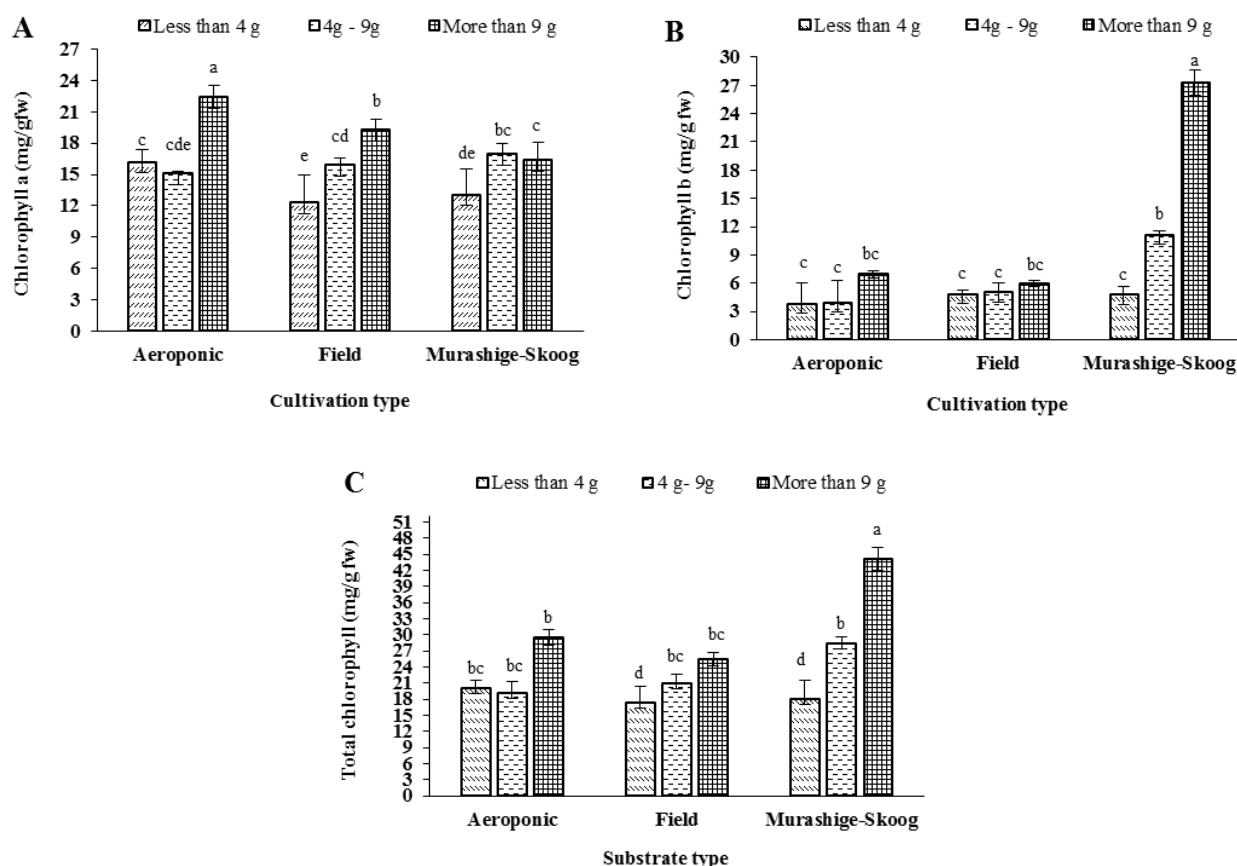 A
Less than 4 g 4g - 9g More than 9 g
Chlorophyll a (mg/gfw)
27
24
21
18
15
12
9
6
3
0
c cde a e cd b de bc c
Aeroponic Field Murashige-Skoog
Cultivation type
B
Less than 4 g 4g - 9g More than 9 g
Chlorophyll b (mg/gfw)
30
27
24
21
18
15
12
9
6
3
0
c c bc c c bc c b a
Aeroponic Field Murashige-Skoog
Cultivation type
C
Less than 4 g 4 g- 9g More than 9 g
Total chlorophyll (mg/gfw)
51
48
45
42
39
36
33
30
27
24
21
18
15
12
9
6
3
0
bc bc b d bc bc d b a
Aeroponic Field Murashige-Skoog
Substrate type